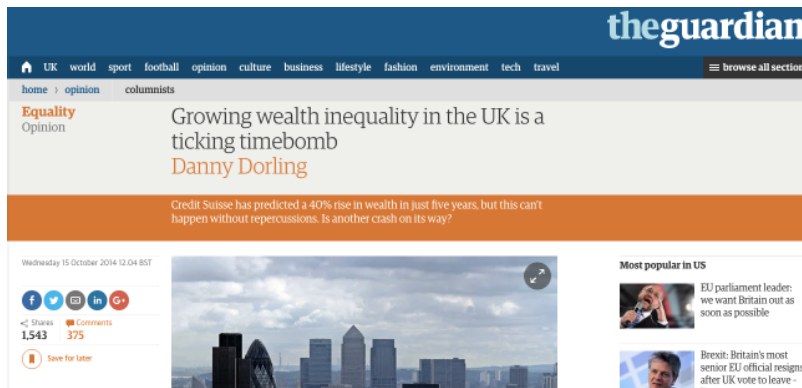 theguardian
UK world sport football opinion culture business lifestyle fashion environment tech travel
≡ browse all section
home › opinion columnists
Equality
Opinion
Growing wealth inequality in the UK is a
ticking timebomb
Danny Dorling
Credit Suisse has predicted a 40% rise in wealth in just five years, but this can't
happen without repercussions. Is another crash on its way?
Wednesday 15 October 2014 12.04 BST
Shares
Comments
1,543
375
Save for later
Most popular in US
EU parliament leader:
we want Britain out as
soon as possible
Brexit: Britain's most
senior EU official resigns
after UK vote to leave –